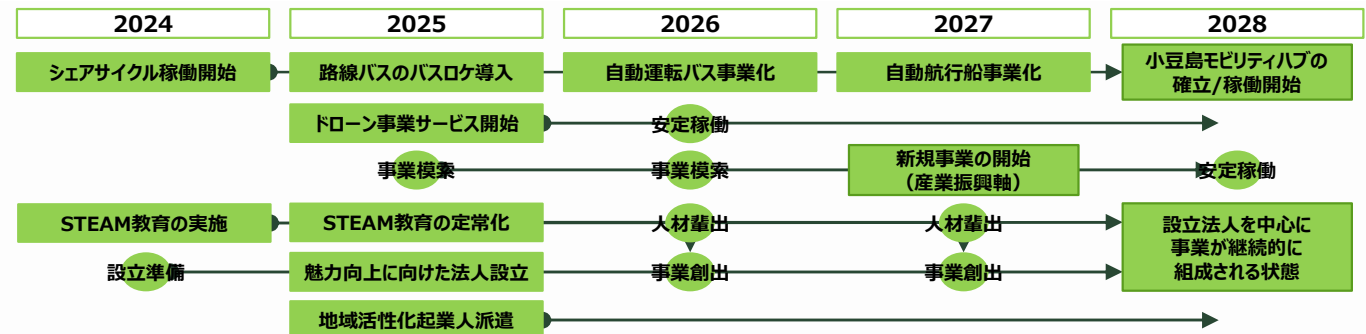 2024
2025
2026
2027
2028
シェアサイクル稼働開始
路線バスのバスロケ導入
自動運転バス事業化
自動航行船事業化
小豆島モビリティハブの
確立/稼働開始
ドローン事業サービス開始
安定稼働
事業模索
事業模索
新規事業の開始
（産業振興軸）
安定稼働
STEAM教育の実施
STEAM教育の定常化
人材輩出
人材輩出
設立法人を中心に
事業が継続的に
組成される状態
設立準備
魅力向上に向けた法人設立
事業創出
事業創出
地域活性化起業人派遣